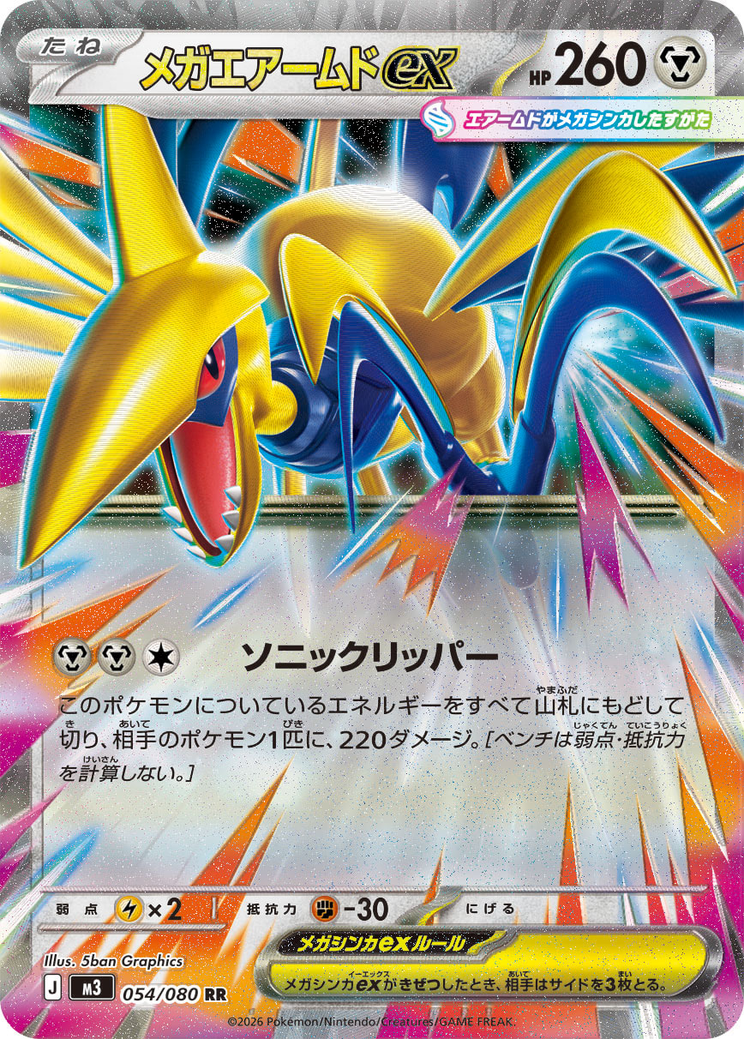 たね
メガエアームドex
HP 260
エアームドがメガシンカしたすがた
ソニックリッパー
このポケモンについているエネルギーをすべて山札にもどして
切り、相手のポケモン1匹に、220ダメージ。[ベンチは弱点・抵抗力
を計算しない。]
弱点 ×2 抵抗力 -30 にげる
メガシンカexルール
メガシンカexがきぜつしたとき、相手はサイドを3枚とる。
Illus. 5ban Graphics
J M3 054/080 RR
©2026 Pokémon/Nintendo/Creatures/GAME FREAK.